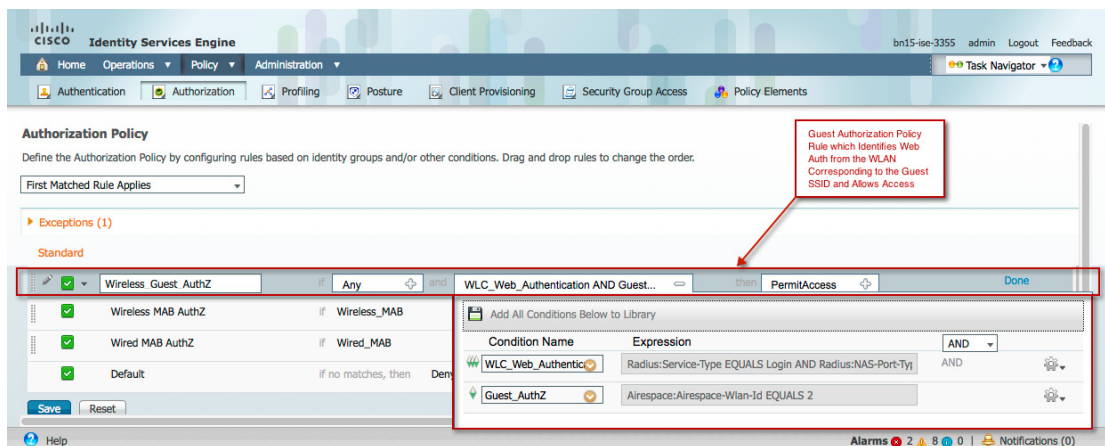 CISCO Identity Services Engine
bn15-ise-3355 admin Logout Feedback
Home Operations Policy Administration
Task Navigator
Authentication Authorization Profiling Posture Client Provisioning Security Group Access Policy Elements
Authorization Policy
Define the Authorization Policy by configuring rules based on identity groups and/or other conditions. Drag and drop rules to change the order.
First Matched Rule Applies
Guest Authorization Policy
Rule which Identifies Web
Auth from the WLAN
Corresponding to the Guest
SSID and Allows Access
Exceptions (1)
Standard
Wireless_Guest_AuthZ if Any and WLC_Web_Authentication AND Guest... then PermitAccess Done
Wireless MAB AuthZ if Wireless_MAB
Wired MAB AuthZ if Wired_MAB
Default if no matches, then Deny
Add All Conditions Below to Library
Condition Name Expression AND
WLC_Web_Authentic Radius:Service-Type EQUALS Login AND Radius:NAS-Port-Typ AND
Guest_AuthZ Airespace:Airespace-Wlan-Id EQUALS 2
Save Reset
Help
Alarms 2 8 0 | Notifications (0)